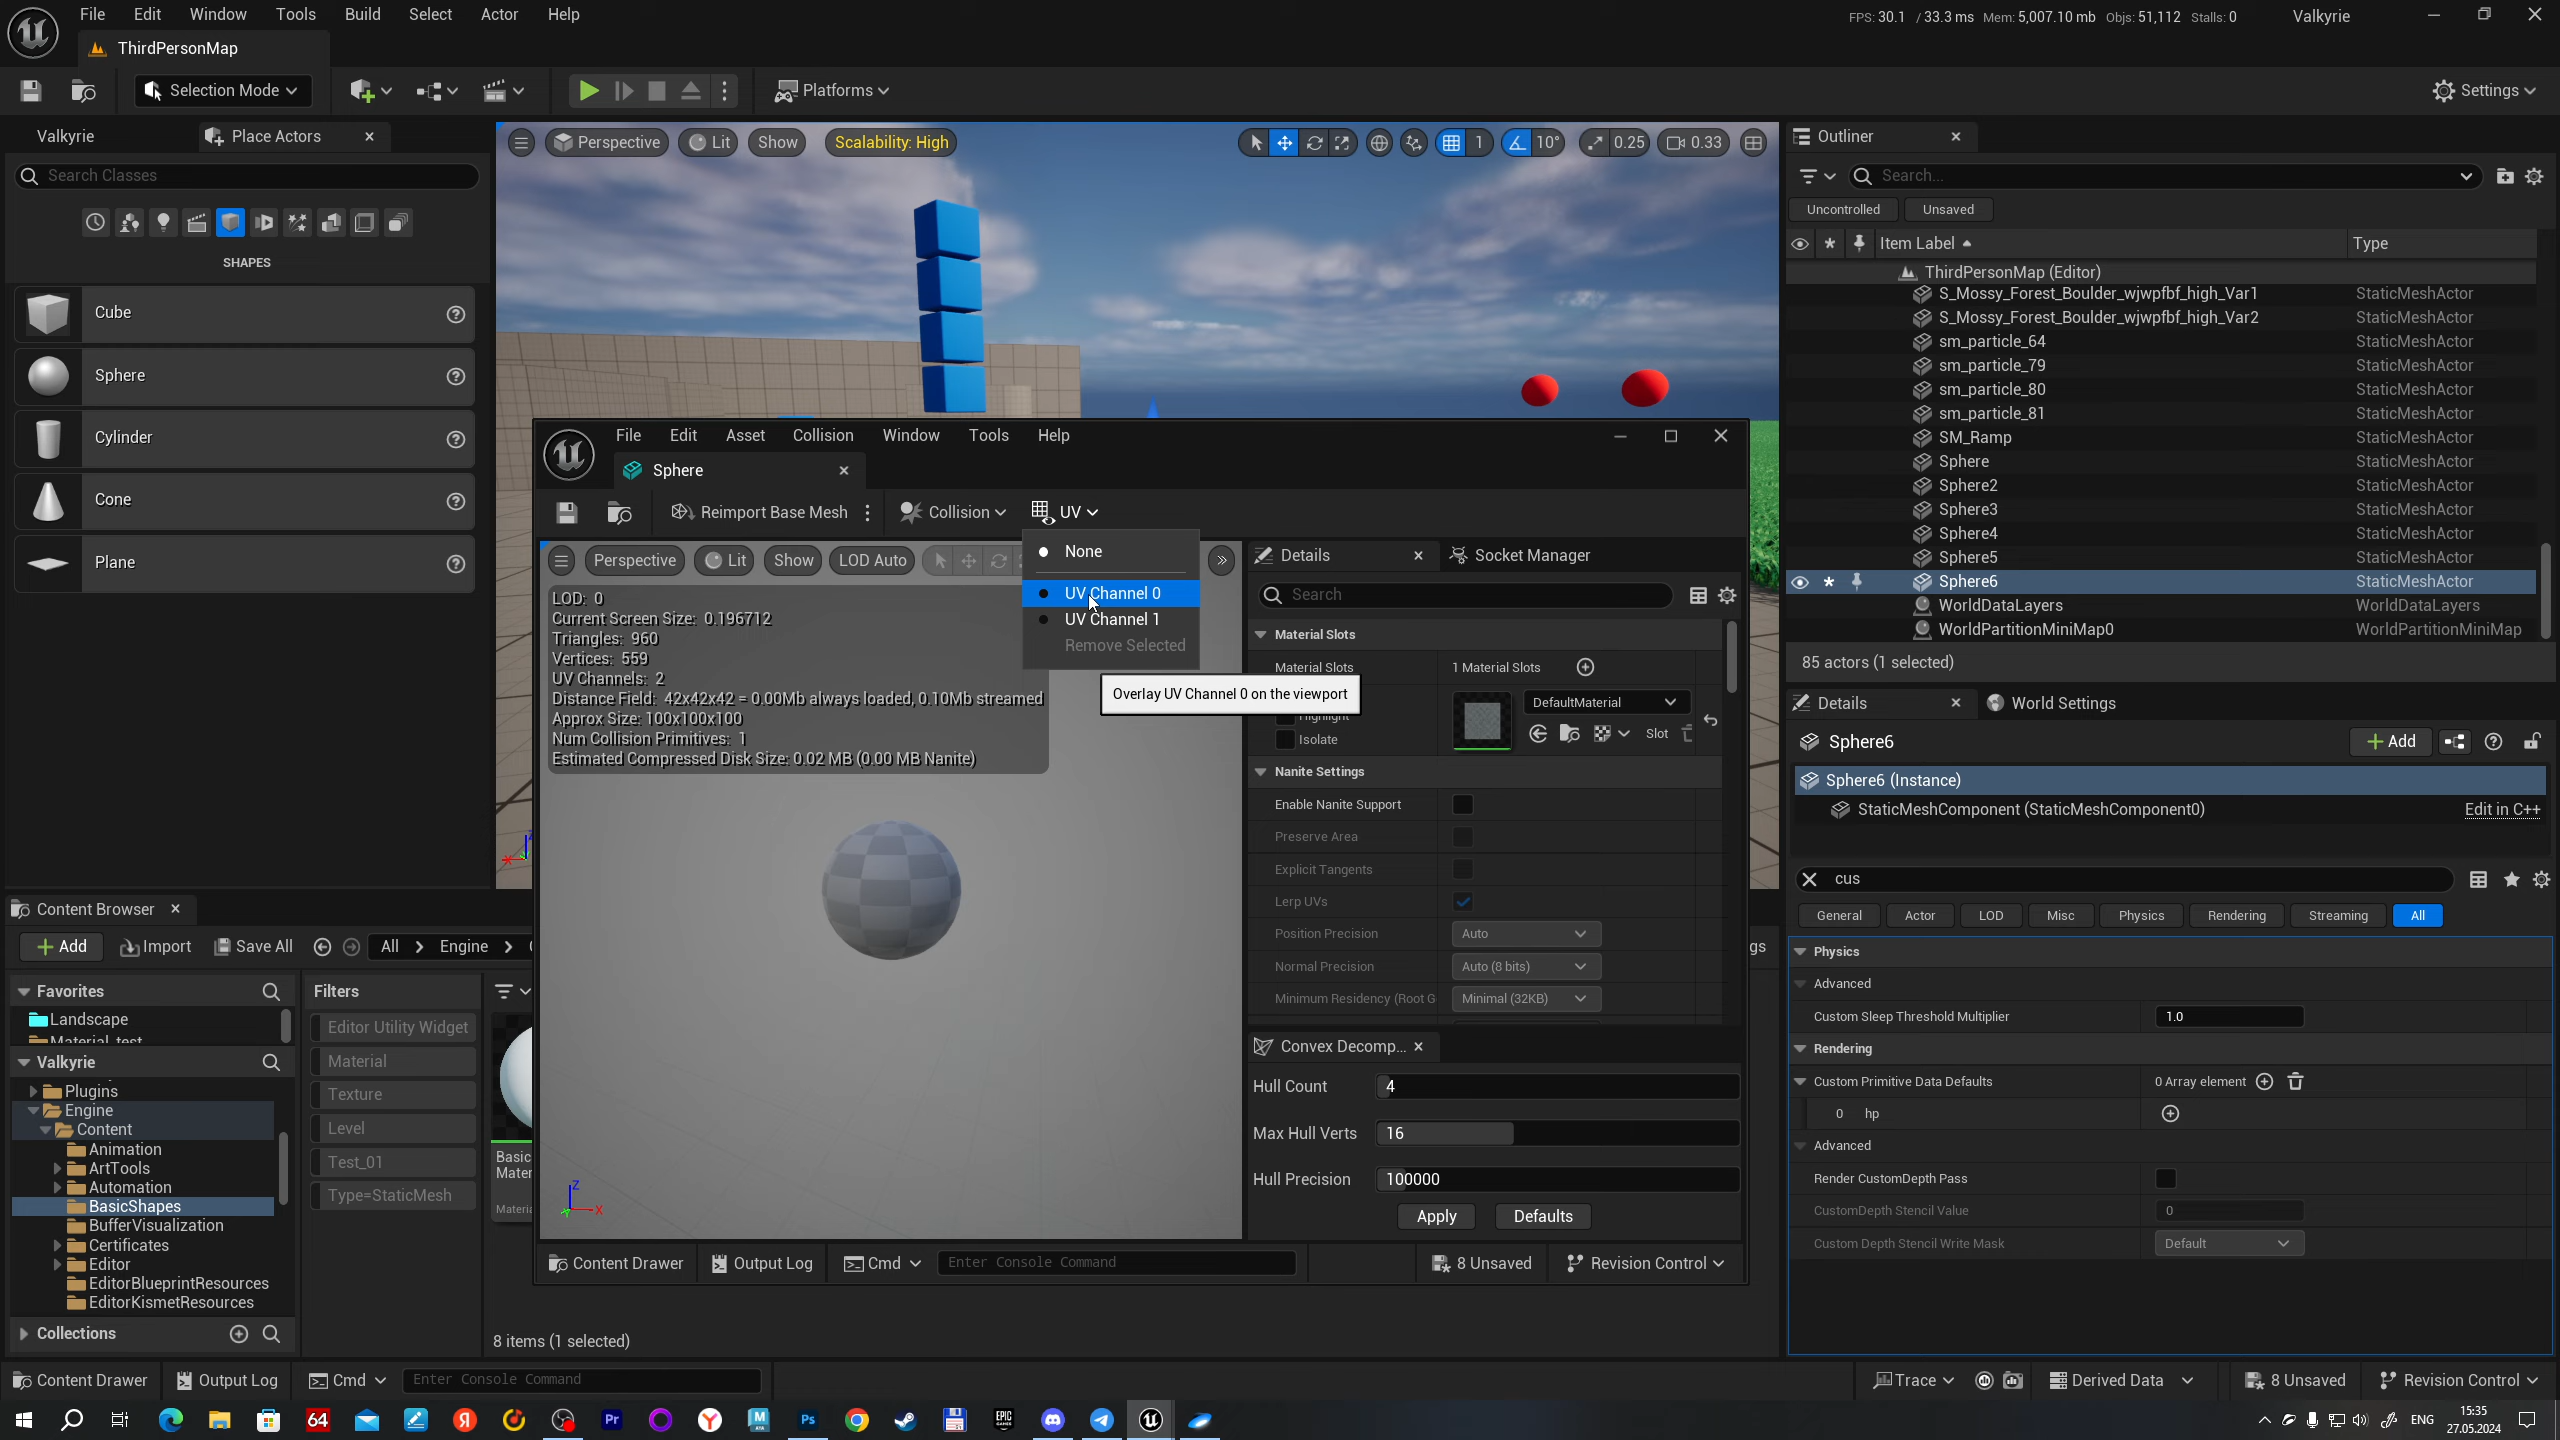 File Edit Window Tools Build Select Actor Help
FPS: 30.1 / 33.3 ms Mem: 5,007.10 mb Objs: 51,112 Stalls: 0
Valkyrie
ThirdPersonMap
Selection Mode
Platforms
Settings
Valkyrie
Place Actors
Search Classes
SHAPES
Cube
Sphere
Cylinder
Cone
Plane
Perspective
Lit
Show
Scalability: High
1
10°
0.25
0.33
Outliner
Search...
Uncontrolled
Unsaved
Item Label
Type
ThirdPersonMap (Editor)
S_Mossy_Forest_Boulder_wjwpfbf_high_Var1 StaticMeshActor
S_Mossy_Forest_Boulder_wjwpfbf_high_Var2 StaticMeshActor
sm_particle_64 StaticMeshActor
sm_particle_79 StaticMeshActor
sm_particle_80 StaticMeshActor
sm_particle_81 StaticMeshActor
SM_Ramp StaticMeshActor
Sphere StaticMeshActor
Sphere2 StaticMeshActor
Sphere3 StaticMeshActor
Sphere4 StaticMeshActor
Sphere5 StaticMeshActor
Sphere6 StaticMeshActor
WorldDataLayers WorldDataLayers
WorldPartitionMiniMap0 WorldPartitionMiniMap
85 actors (1 selected)
File Edit Asset Collision Window Tools Help
Sphere
Reimport Base Mesh
Collision
UV
None
UV Channel 0
UV Channel 1
Remove Selected
Overlay UV Channel 0 on the viewport
Perspective
Lit
Show
LOD Auto
LOD: 0
Current Screen Size: 0.196712
Triangles: 960
Vertices: 559
UV Channels: 2
Distance Field: 42x42x42 = 0.00Mb always loaded, 0.10Mb streamed
Approx Size: 100x100x100
Num Collision Primitives: 1
Estimated Compressed Disk Size: 0.02 MB (0.00 MB Nanite)
Z
X
Details
Socket Manager
Search
Material Slots
Material Slots 1 Material Slots
Highlight
Isolate
DefaultMaterial
Slot
Nanite Settings
Enable Nanite Support
Preserve Area
Explicit Tangents
Lerp UVs
Position Precision Auto
Normal Precision Auto (8 bits)
Minimum Residency (Root G Minimal (32KB)
Convex Decomp...
Hull Count 4
Max Hull Verts 16
Hull Precision 100000
Apply
Defaults
Content Drawer
Output Log
Cmd
Enter Console Command
8 Unsaved
Revision Control
Details
World Settings
Sphere6
Add
Sphere6 (Instance)
StaticMeshComponent (StaticMeshComponent0)
Edit in C++
cus
General
Actor
LOD
Misc
Physics
Rendering
Streaming
All
Physics
Advanced
Custom Sleep Threshold Multiplier 1.0
Rendering
Custom Primitive Data Defaults 0 Array element
0 hp
Advanced
Render CustomDepth Pass
CustomDepth Stencil Value 0
Custom Depth Stencil Write Mask Default
Content Browser
Add
Import
Save All
All
Engine
gs
Favorites
Landscape
Material_test
Valkyrie
Plugins
Engine
Content
Animation
ArtTools
Automation
BasicShapes
BufferVisualization
Certificates
Editor
EditorBlueprintResources
EditorKismetResources
Collections
Filters
Editor Utility Widget
Material
Texture
Level
Test_01
Type=StaticMesh
Basic
Mater
Materia
8 items (1 selected)
Content Drawer
Output Log
Cmd
Enter Console Command
Trace
Derived Data
8 Unsaved
Revision Control
64
Я
Pr
Y
M
Ps
EPIC
ENG
15:35
27.05.2024